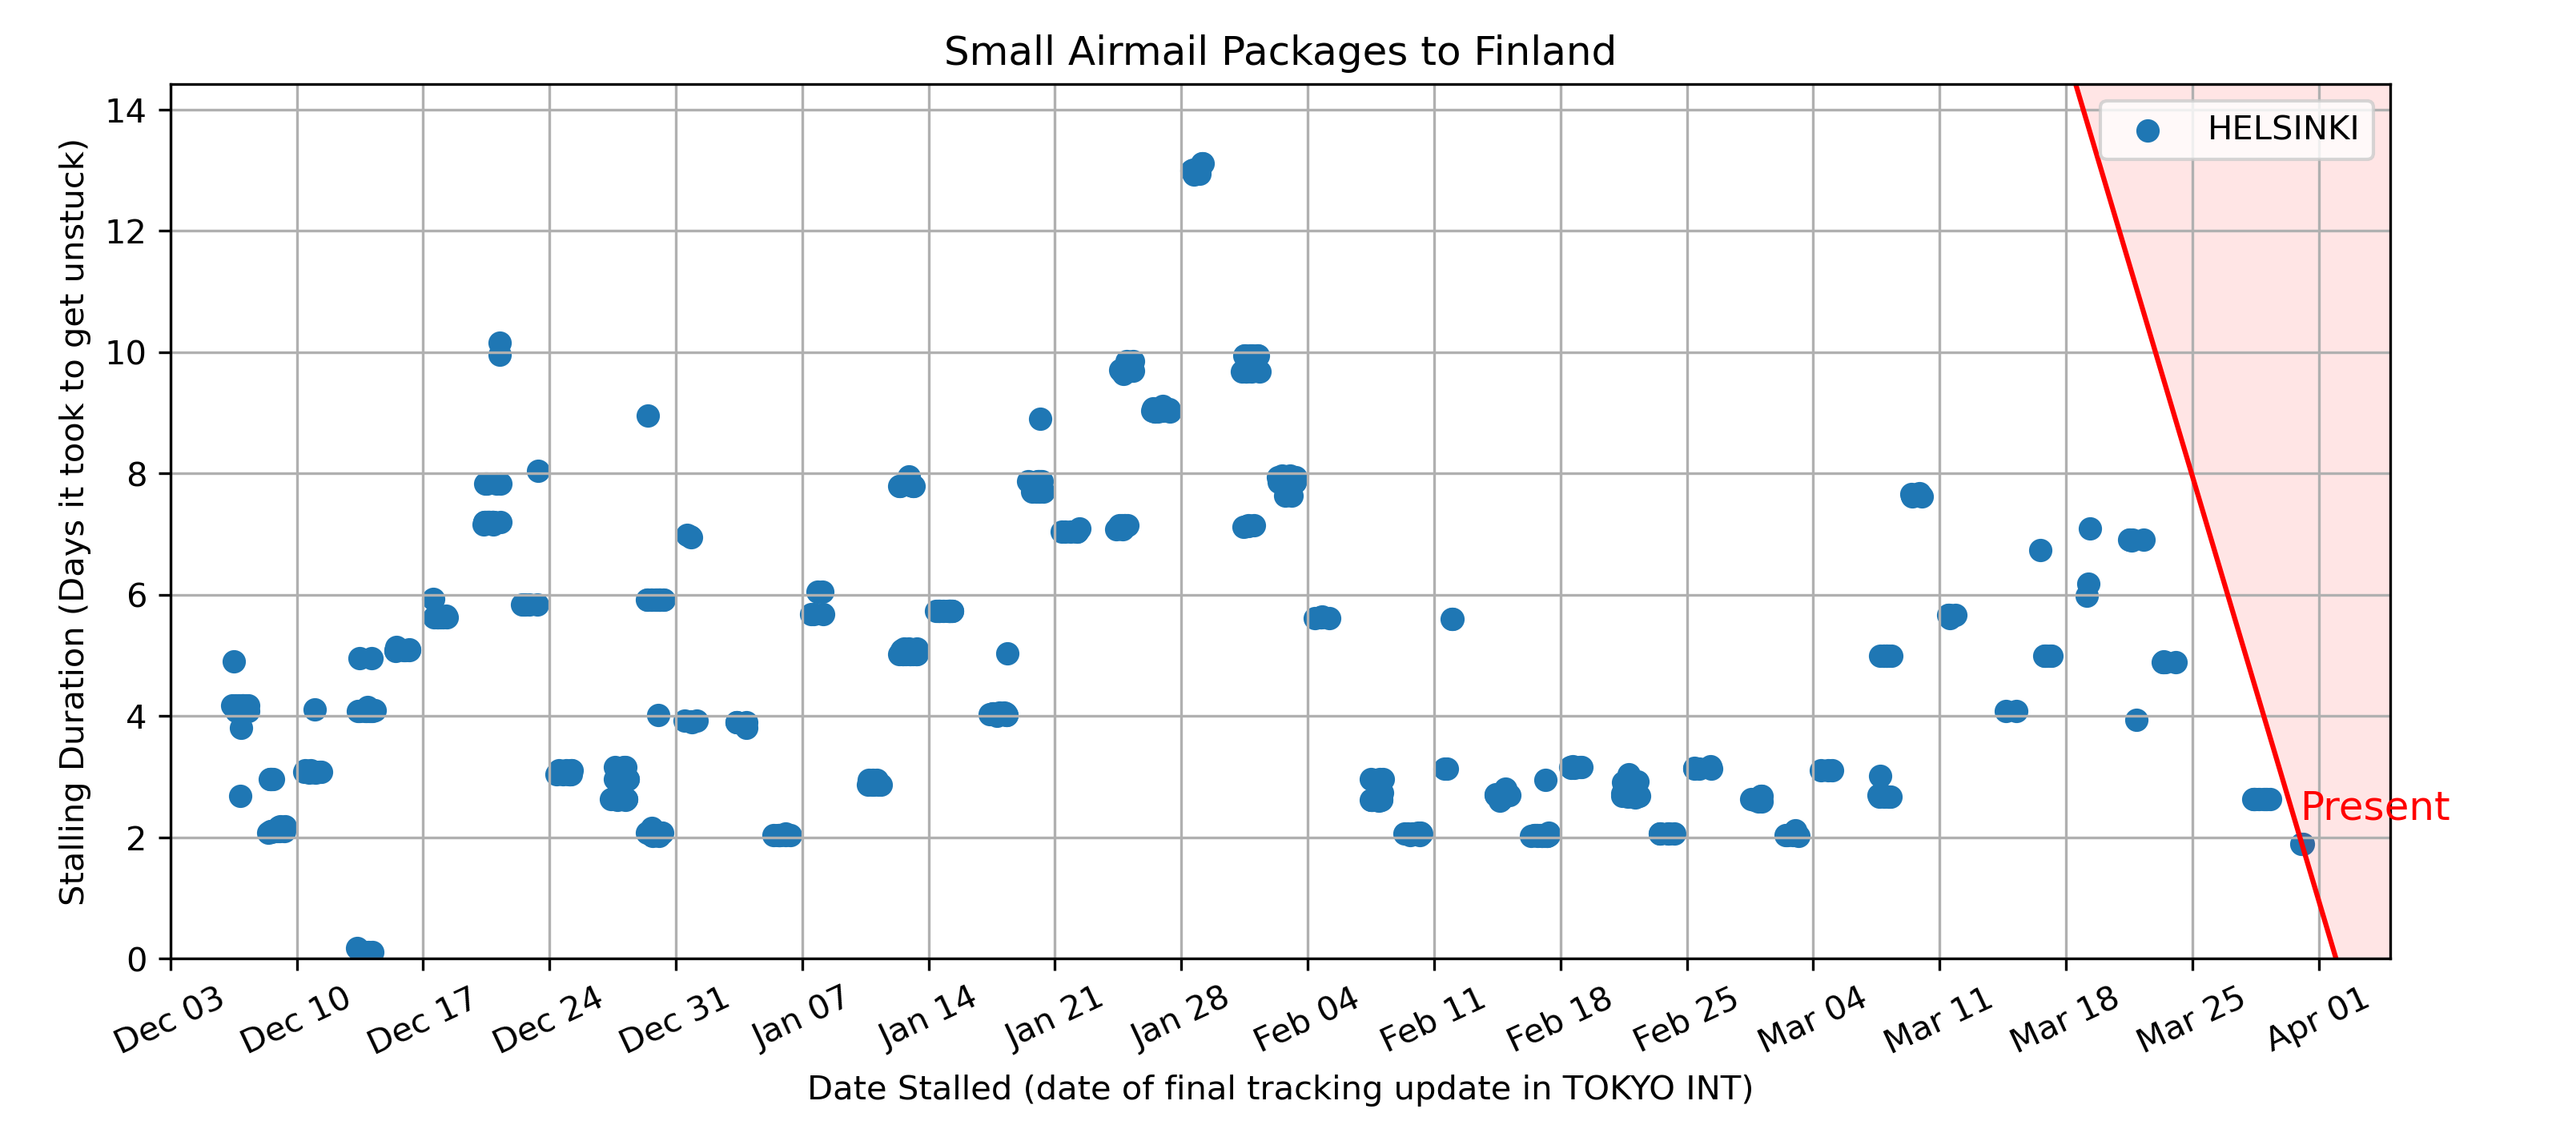 Small Airmail Packages to Finland
HELSINKI
Stalling Duration (Days it took to get unstuck)
14
12
10
8
6
4
2
0
Present
Dec 03
Dec 10
Dec 17
Dec 24
Dec 31
Jan 07
Jan 14
Jan 21
Jan 28
Feb 04
Feb 11
Feb 18
Feb 25
Mar 04
Mar 11
Mar 18
Mar 25
Apr 01
Date Stalled (date of final tracking update in TOKYO INT)